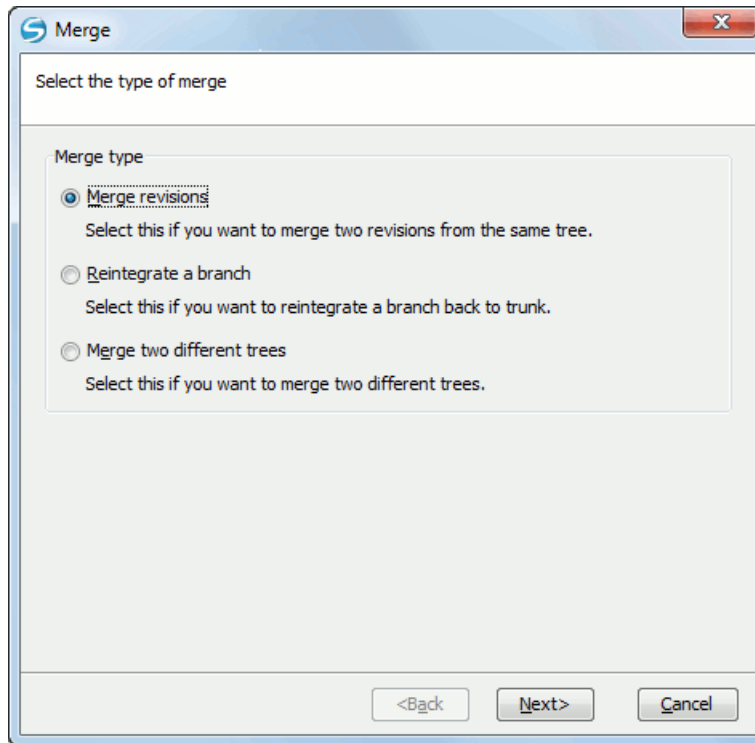 Merge
Select the type of merge
Merge type
Merge revisions
Select this if you want to merge two revisions from the same tree.
Reintegrate a branch
Select this if you want to reintegrate a branch back to trunk.
Merge two different trees
Select this if you want to merge two different trees.
<Back Next> Cancel